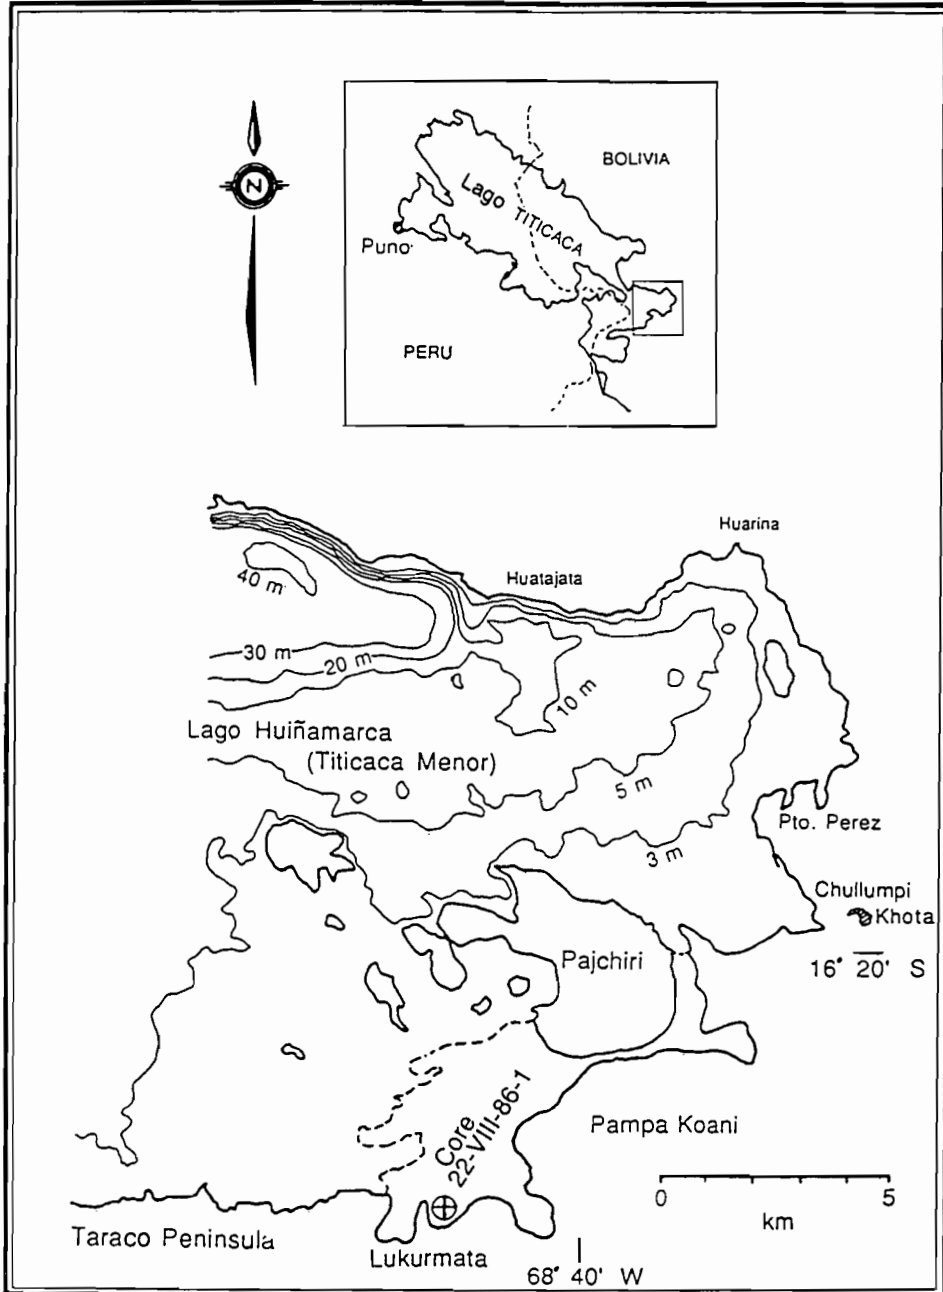 N
BOLIVIA
Lago TITICACA
Puno
PERU
Huarina
Huatajata
40 m
30 m
20 m
10 m
Lago Huiñamarca
(Titicaca Menor)
5 m
Pto. Perez
3 m
Chullumpi
Khota
Pajchiri
16° 20' S
Core
22-VIII-86-1
Pampa Koani
0 5
km
Taraco Peninsula
Lukurmata
68° 40' W